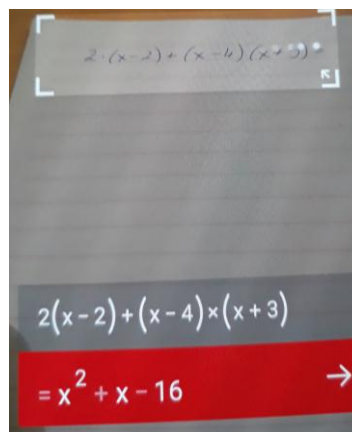 2·(x-2)+(x-4)(x+3)=
2(x-2)+(x-4)×(x+3)
= x² + x - 16